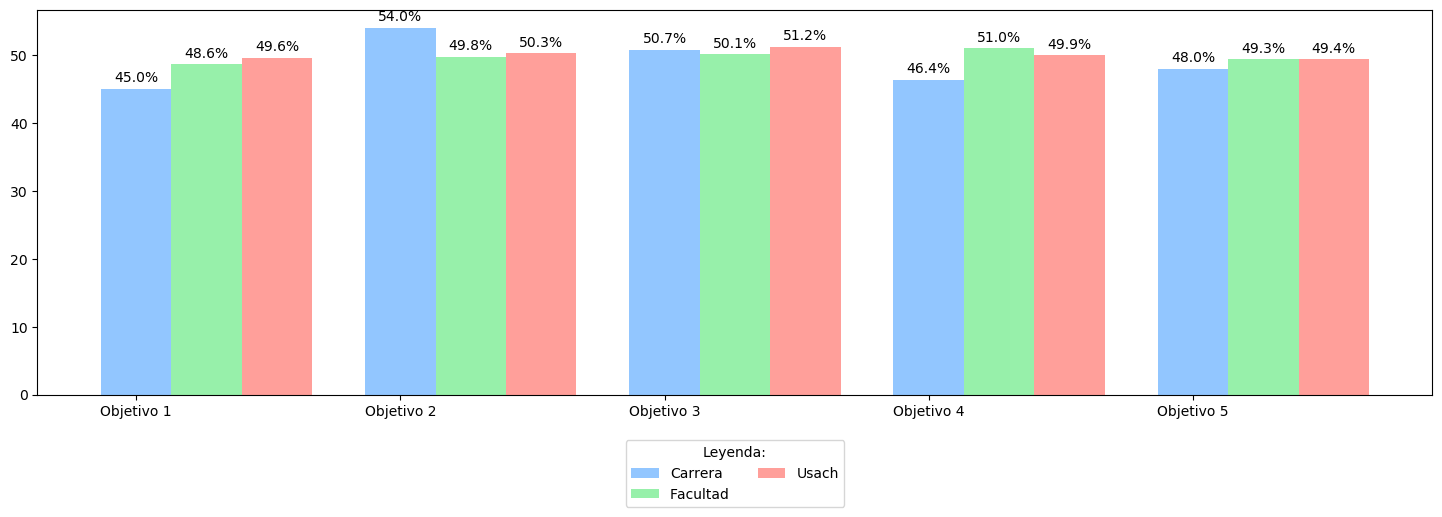 54.0%
50.7%
51.2%
51.0%
48.6%
49.6%
49.8%
50.3%
50.1%
49.9%
49.3%
49.4%
45.0%
46.4%
48.0%
50
40
30
20
10
0
Objetivo 1
Objetivo 2
Objetivo 3
Objetivo 4
Objetivo 5
Leyenda:
Carrera
Usach
Facultad